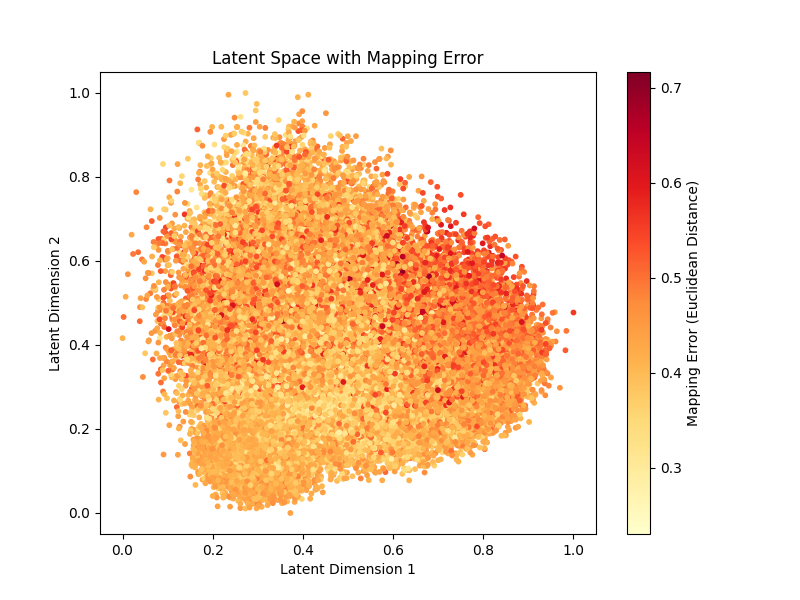 Latent Space with Mapping Error
1.0
0.8
0.6
0.4
0.2
0.0
Latent Dimension 2
0.0 0.2 0.4 0.6 0.8 1.0
Latent Dimension 1
0.7
0.6
0.5
0.4
0.3
Mapping Error (Euclidean Distance)